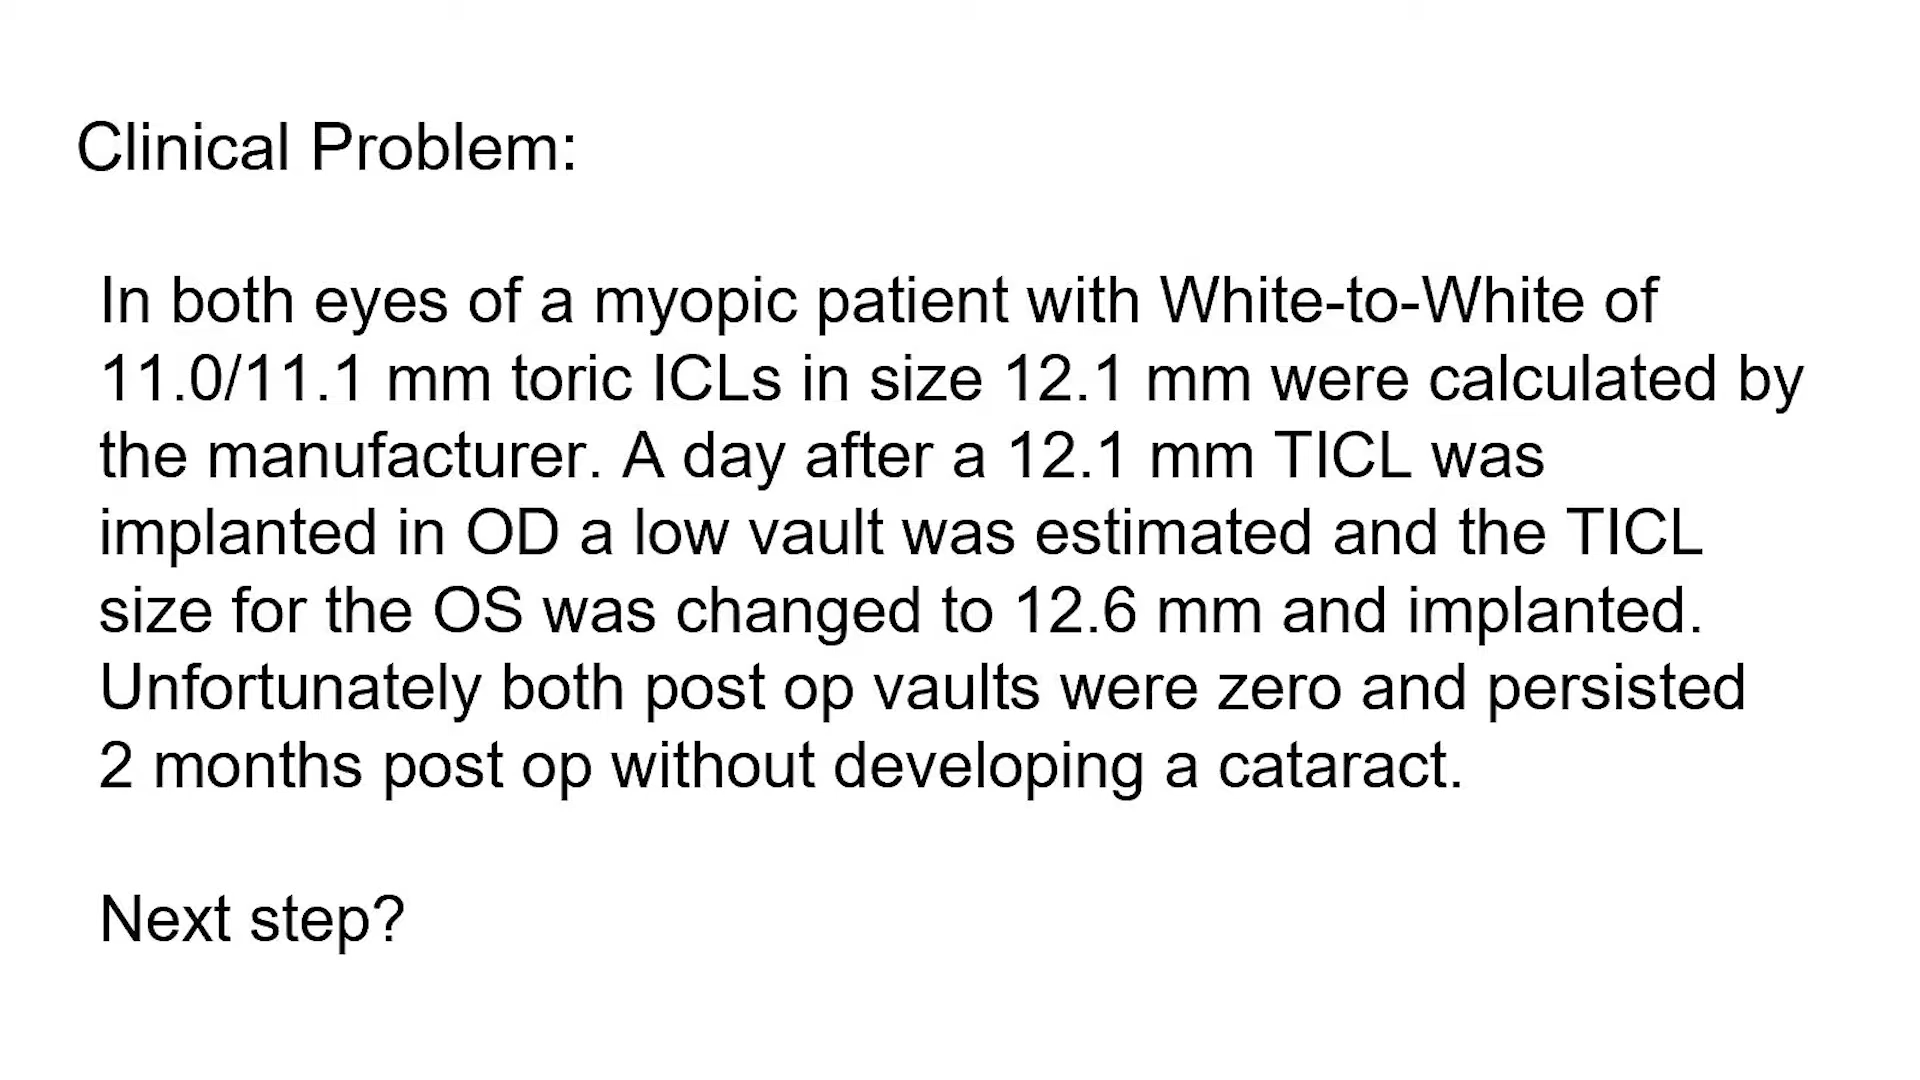 Clinical Problem:
In both eyes of a myopic patient with White-to-White of
11.0/11.1 mm toric ICLs in size 12.1 mm were calculated by
the manufacturer. A day after a 12.1 mm TICL was
implanted in OD a low vault was estimated and the TICL
size for the OS was changed to 12.6 mm and implanted.
Unfortunately both post op vaults were zero and persisted
2 months post op without developing a cataract.
Next step?